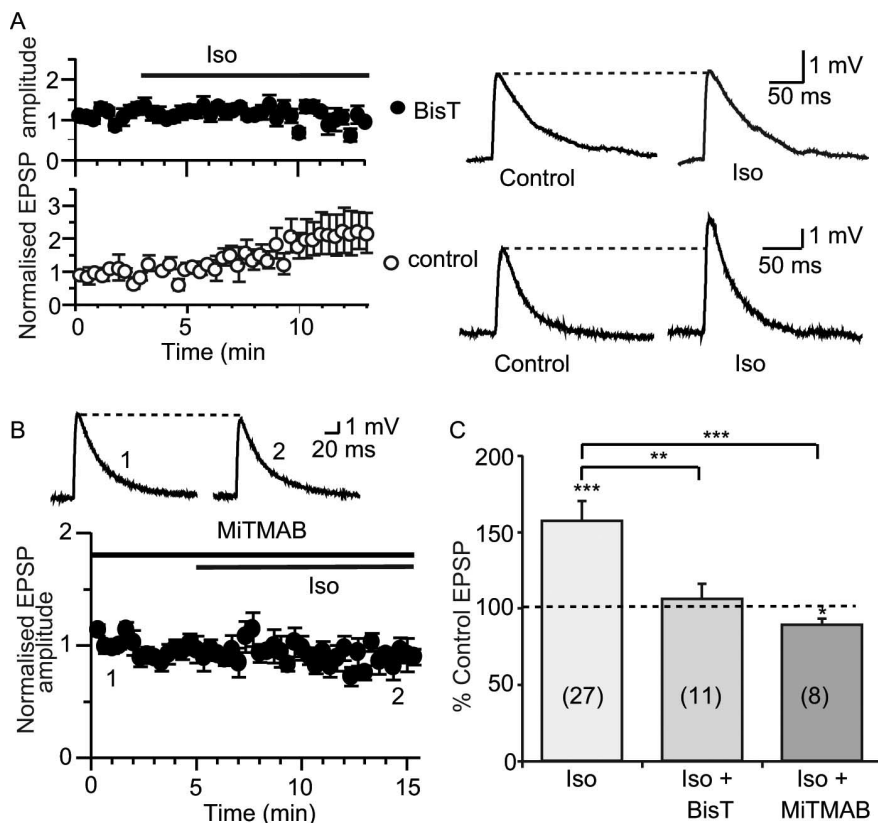 A
Iso
Normalised EPSP amplitude
2
1
0
BisT
3
2
1
0
control
0
5
10
Time (min
1 mV
50 ms
Control
Iso
1 mV
50 ms
Control
Iso
B
1
2
1 mV
20 ms
MiTMAB
Iso
Normalised EPSP
amplitude
2
1
0
1
2
0
5
10
15
Time (min)
C
% Control EPSP
200
150
100
50
0
***
**
***
*
(27)
(11)
(8)
Iso
Iso +
BisT
Iso +
MiTMAB